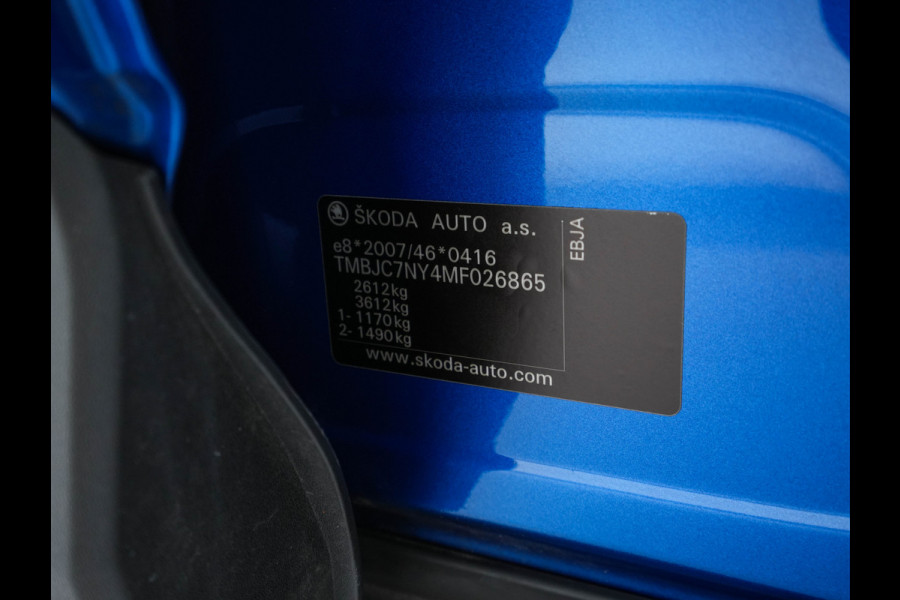 ŠKODA AUTO a.s.
EBJA
e8*2007/46*0416
TMBJC7NY4MF026865
2612kg
3612kg
1- 1170kg
2- 1490kg
www.skoda-auto.com